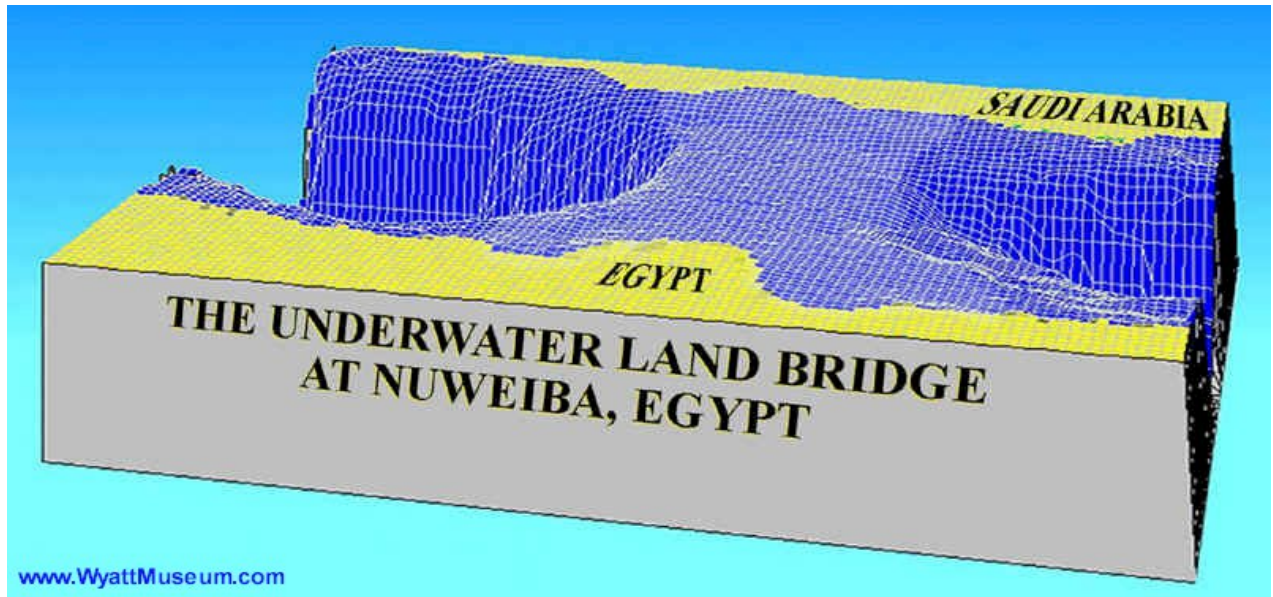 SAUDI ARABIA
EGYPT
THE UNDERWATER LAND BRIDGE
AT NUWEIBA, EGYPT
www.WyattMuseum.com